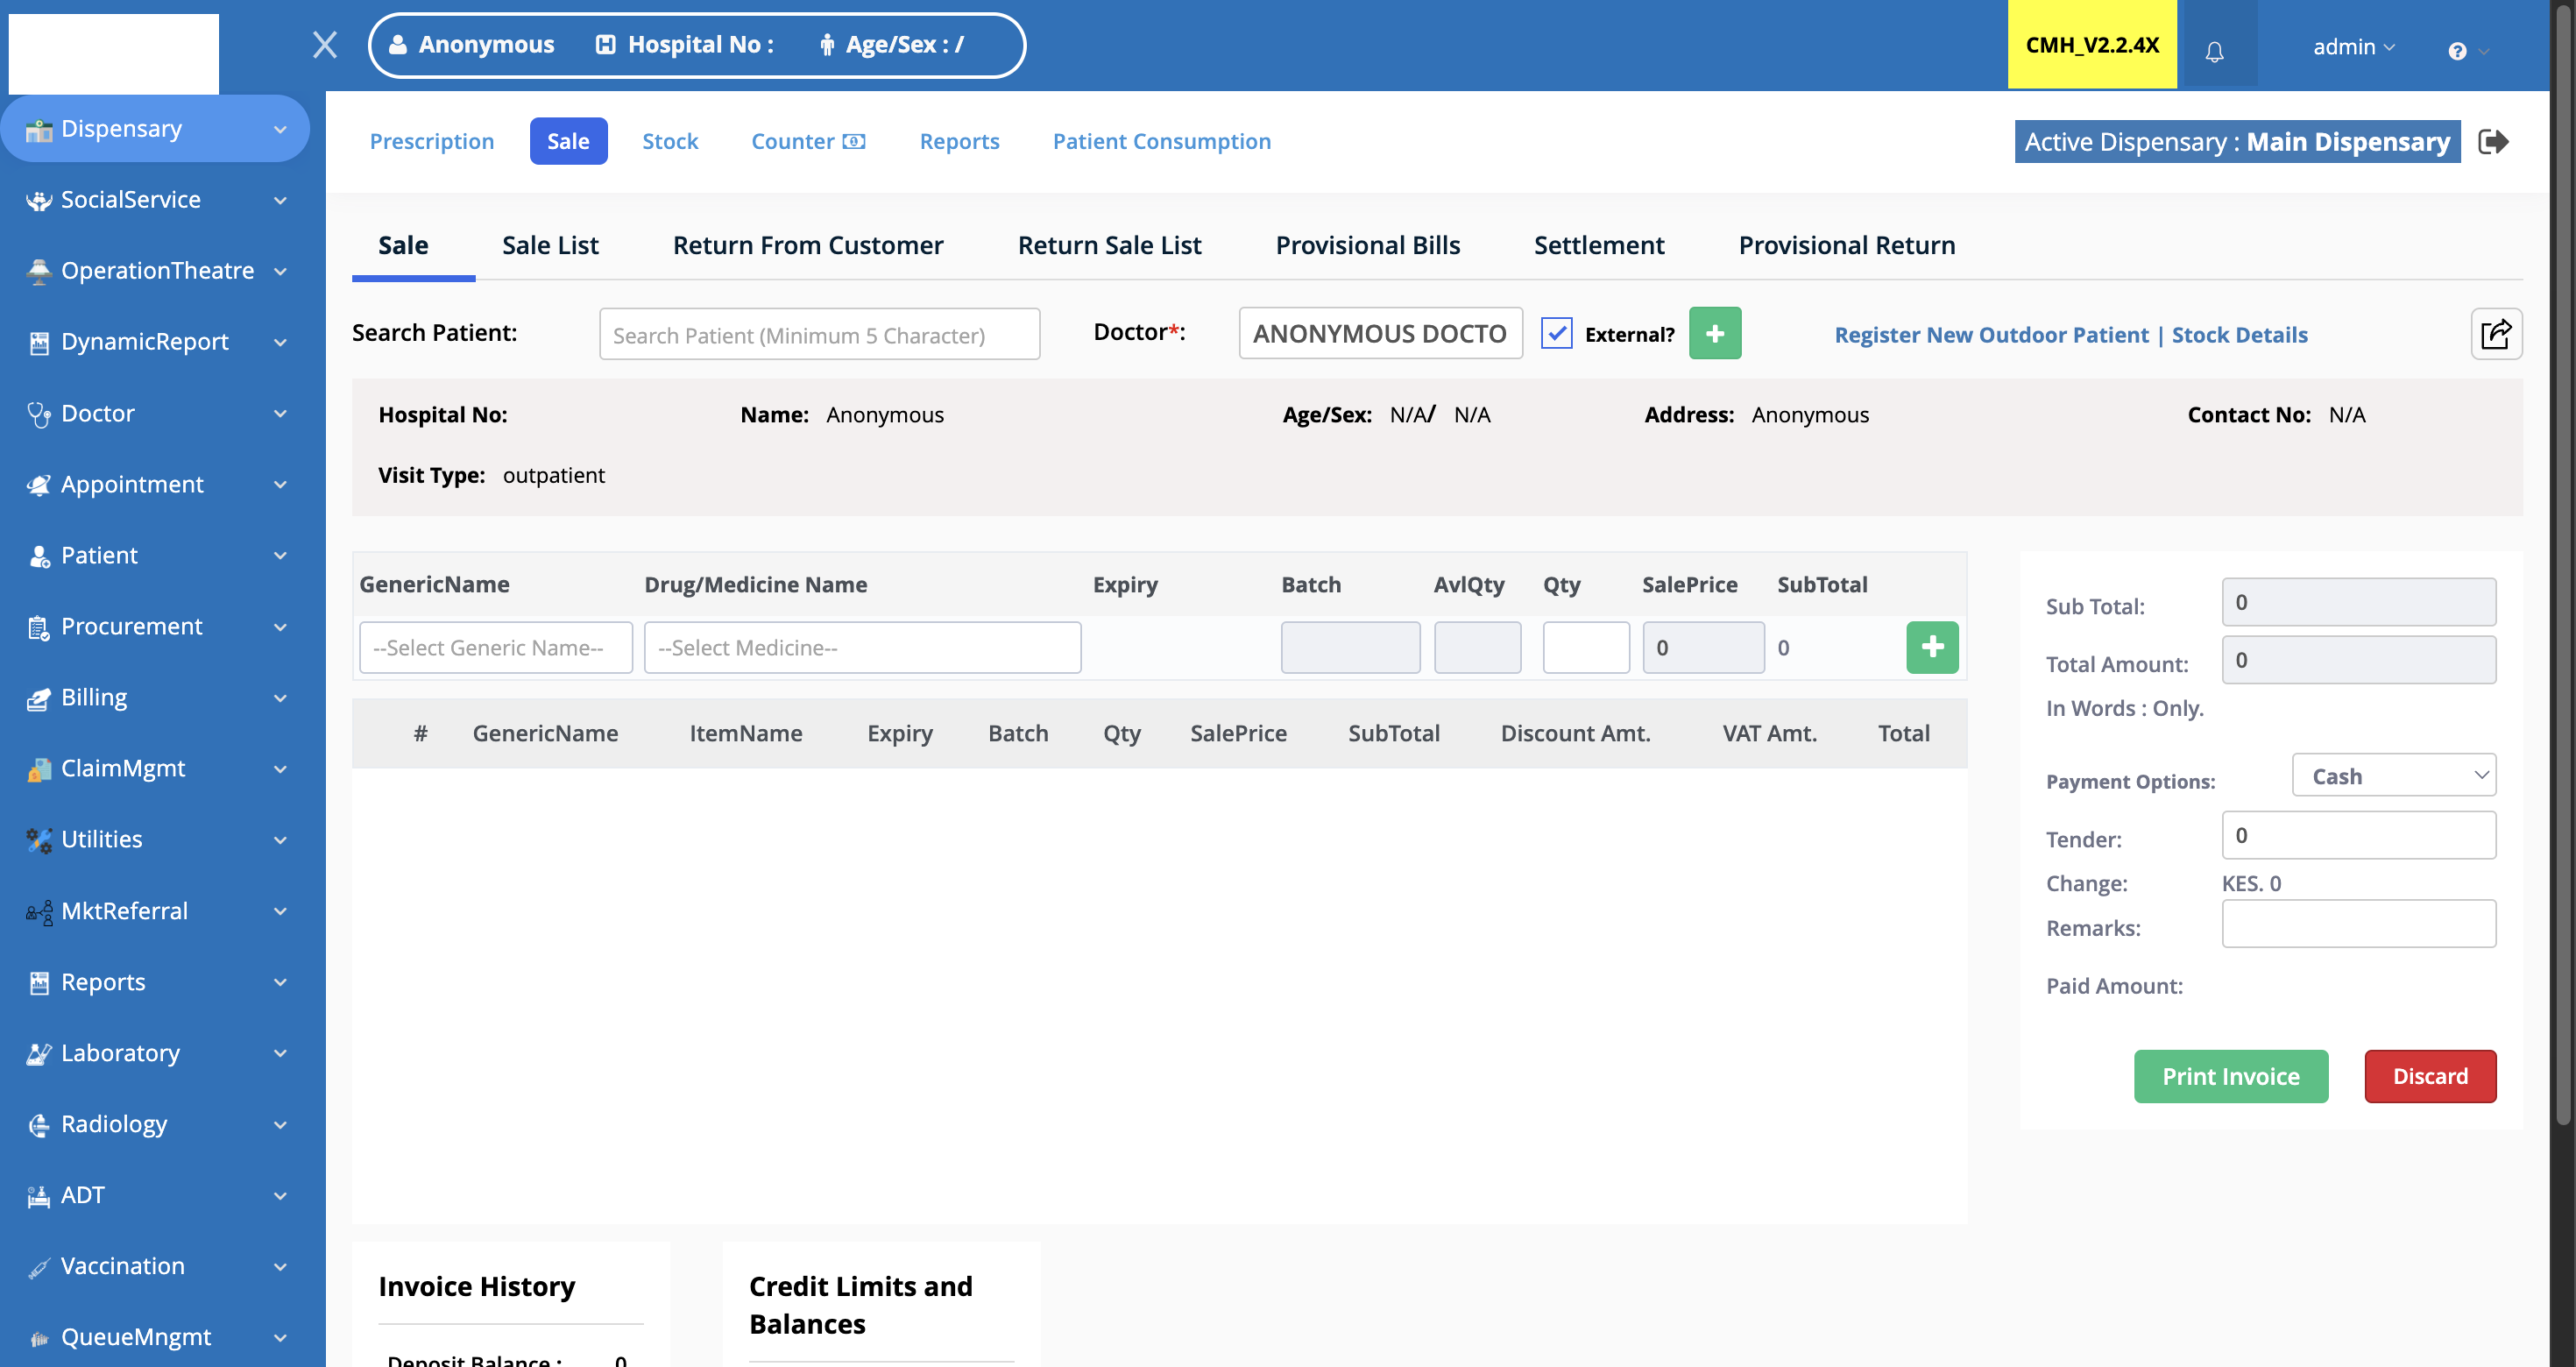 Anonymous Hospital No : Age/Sex : /
CMH_V2.2.4X
admin
Dispensary
SocialService
OperationTheatre
DynamicReport
Doctor
Appointment
Patient
Procurement
Billing
ClaimMgmt
Utilities
MktReferral
Reports
Laboratory
Radiology
ADT
Vaccination
QueueMngmt
Prescription Sale Stock Counter Reports Patient Consumption
Active Dispensary : Main Dispensary
Sale Sale List Return From Customer Return Sale List Provisional Bills Settlement Provisional Return
Search Patient: Search Patient (Minimum 5 Character) Doctor*: ANONYMOUS DOCTO External? + Register New Outdoor Patient | Stock Details
Hospital No: Name: Anonymous Age/Sex: N/A/ N/A Address: Anonymous Contact No: N/A
Visit Type: outpatient
GenericName Drug/Medicine Name Expiry Batch AvlQty Qty SalePrice SubTotal
--Select Generic Name-- --Select Medicine-- 0 0 +
# GenericName ItemName Expiry Batch Qty SalePrice SubTotal Discount Amt. VAT Amt. Total
Sub Total: 0
Total Amount: 0
In Words : Only.
Payment Options: Cash
Tender: 0
Change: KES. 0
Remarks:
Paid Amount:
Print Invoice Discard
Invoice History
Deposit Balance : 0
Credit Limits and
Balances